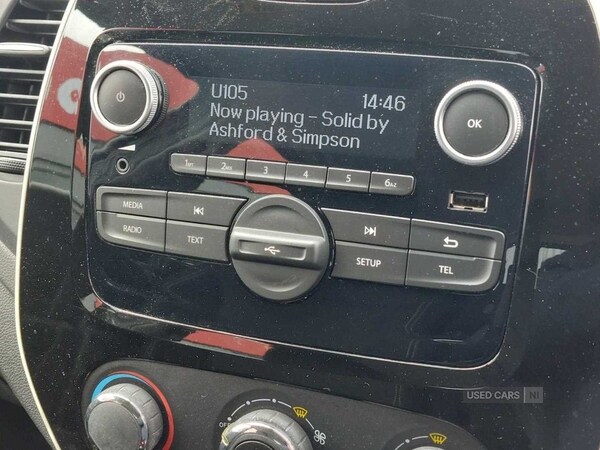 U105 14:46
Now playing - Solid by
Ashford & Simpson
OK
1 2 3 4 5 6
MEDIA
RADIO TEXT SETUP TEL
OFF
USED CARS NI